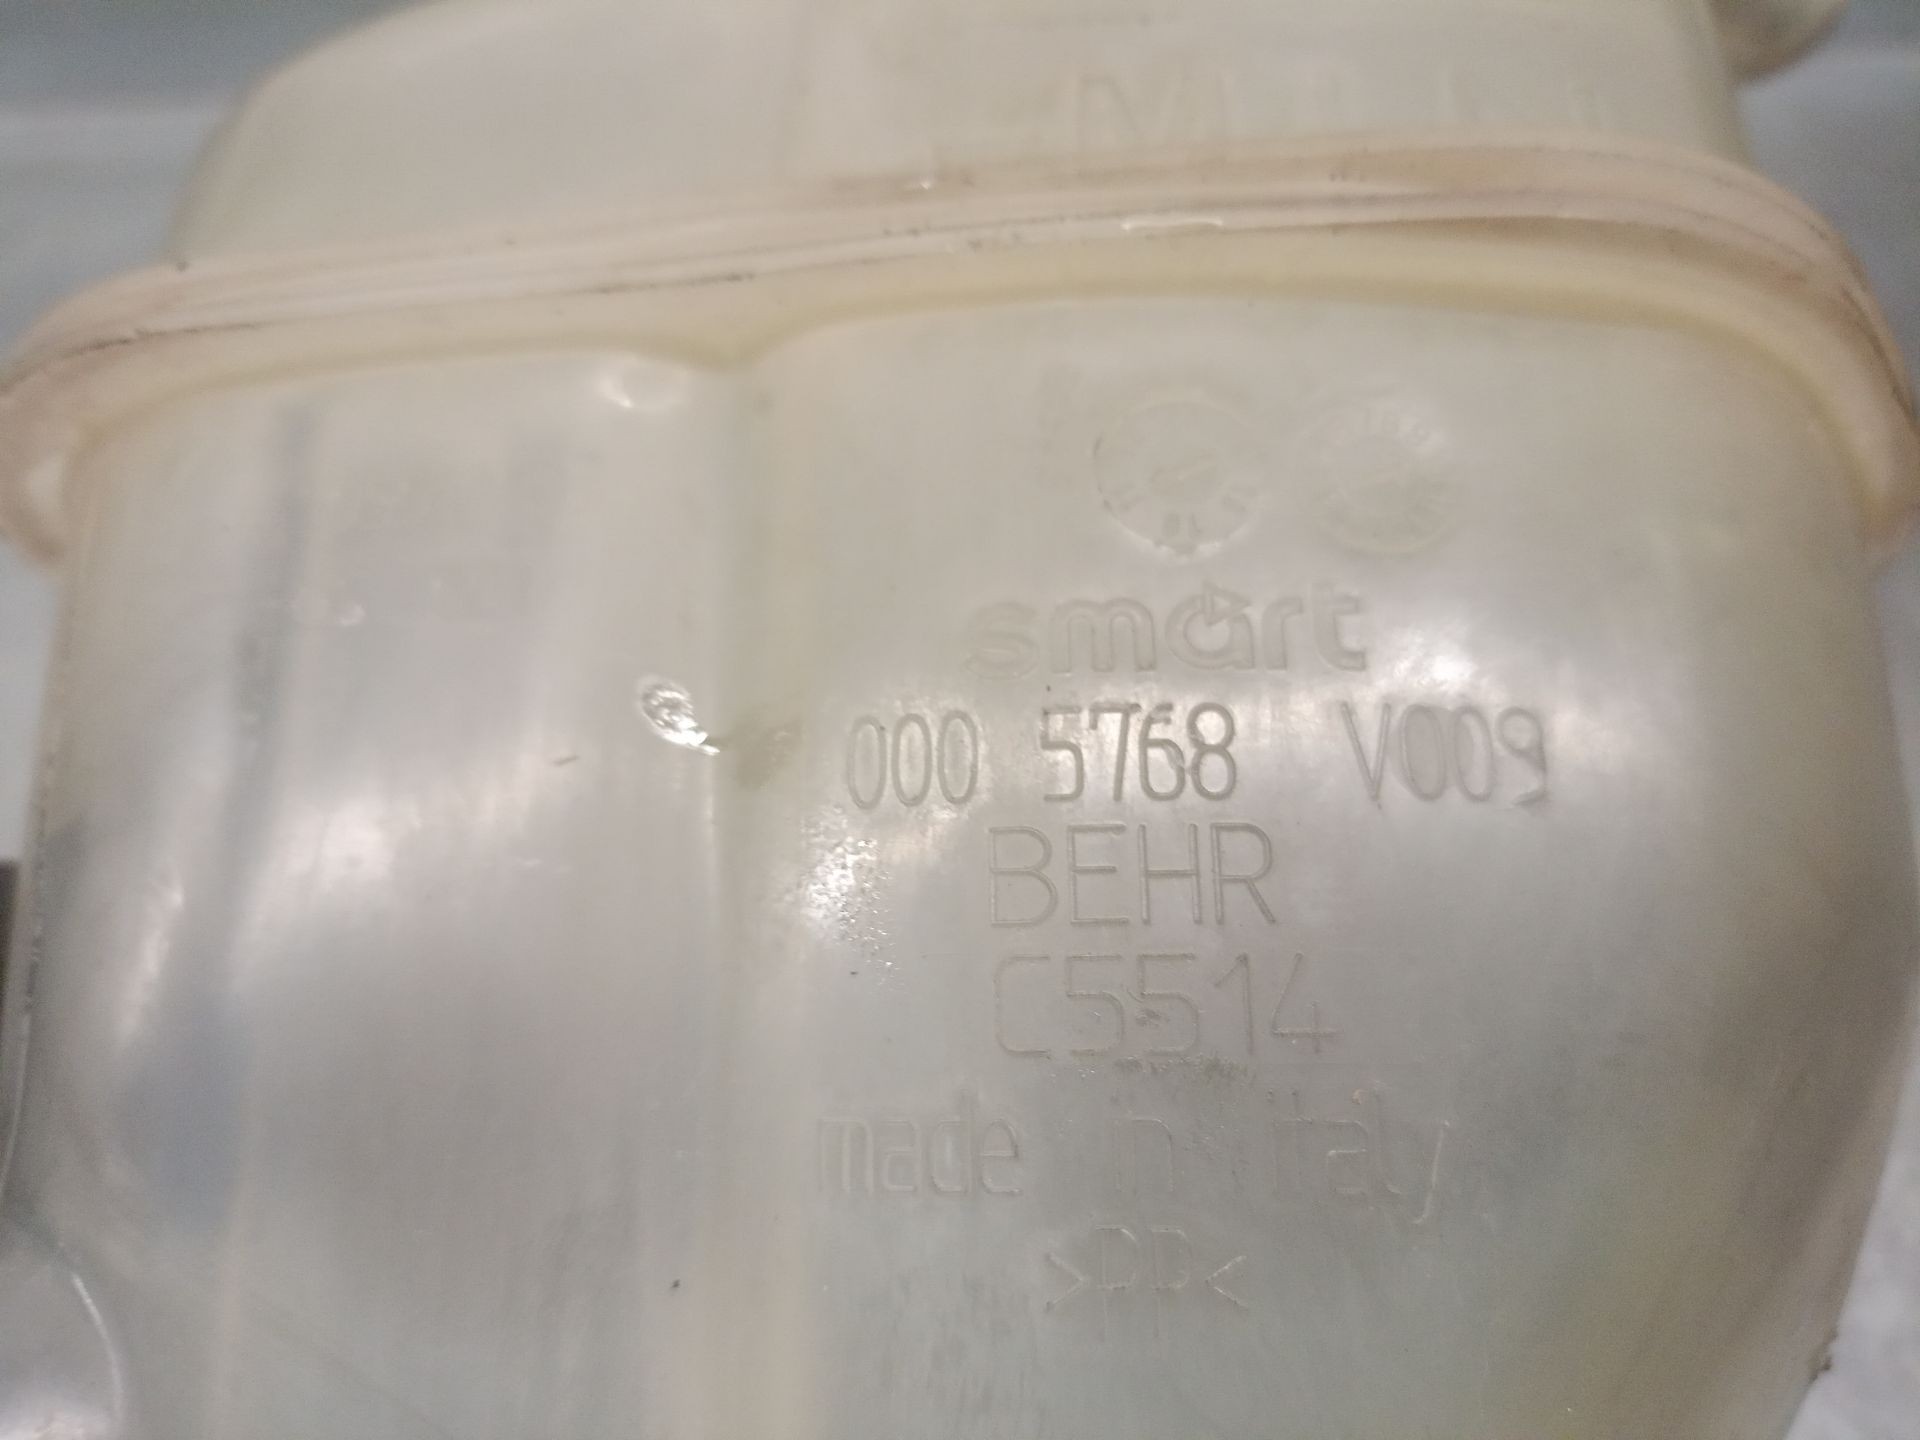 smart
000 5768 V009
BEHR
C5514
made in italy
>PP<